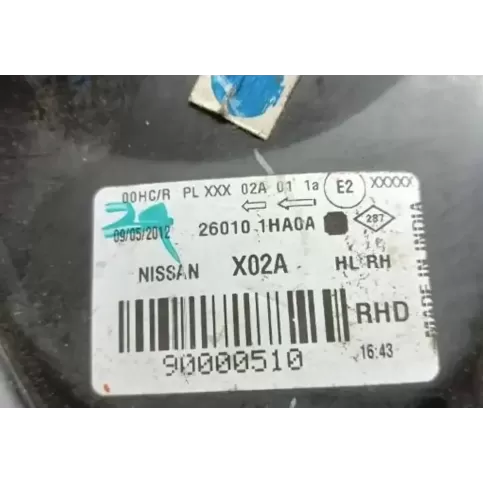 00HC/R PL XXX 02A 01 1a E2 XXXXX
09/05/2012 26010 1HA0A 287
NISSAN X02A HL RH
RHD
90000510
16:43
MADE IN INDIA